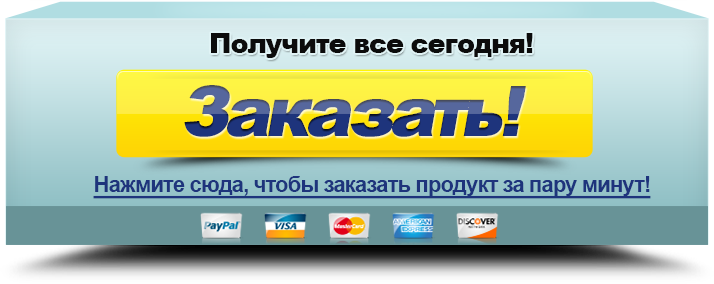 Получите все сегодня!
Заказать!
Нажмите сюда, чтобы заказать продукт за пару минут!
PayPal VISA MasterCard AMERICAN EXPRESS DISCOVER